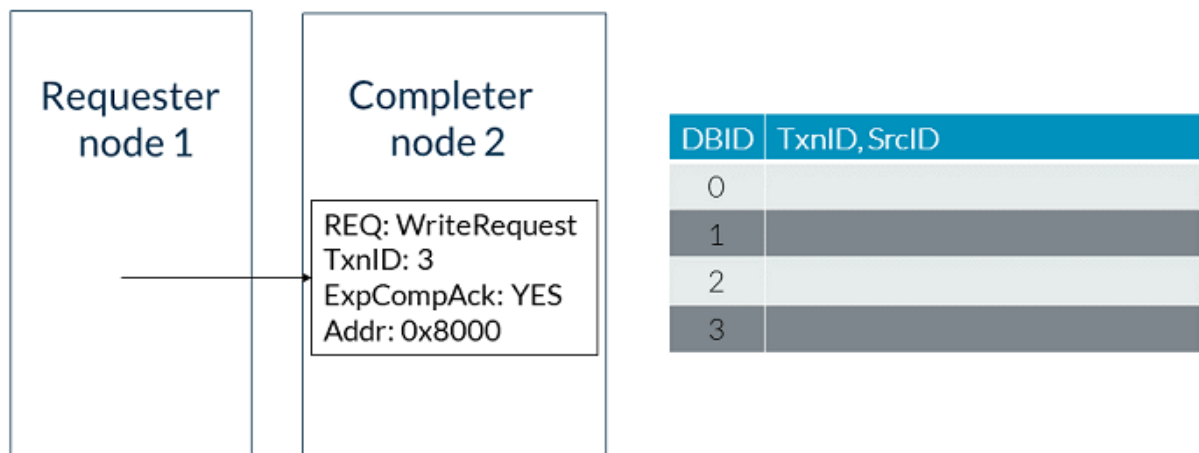 Requester
node 1
Completer
node 2
REQ: WriteRequest
TxnID: 3
ExpCompAck: YES
Addr: 0x8000
DBID TxnID, SrcID
0
1
2
3